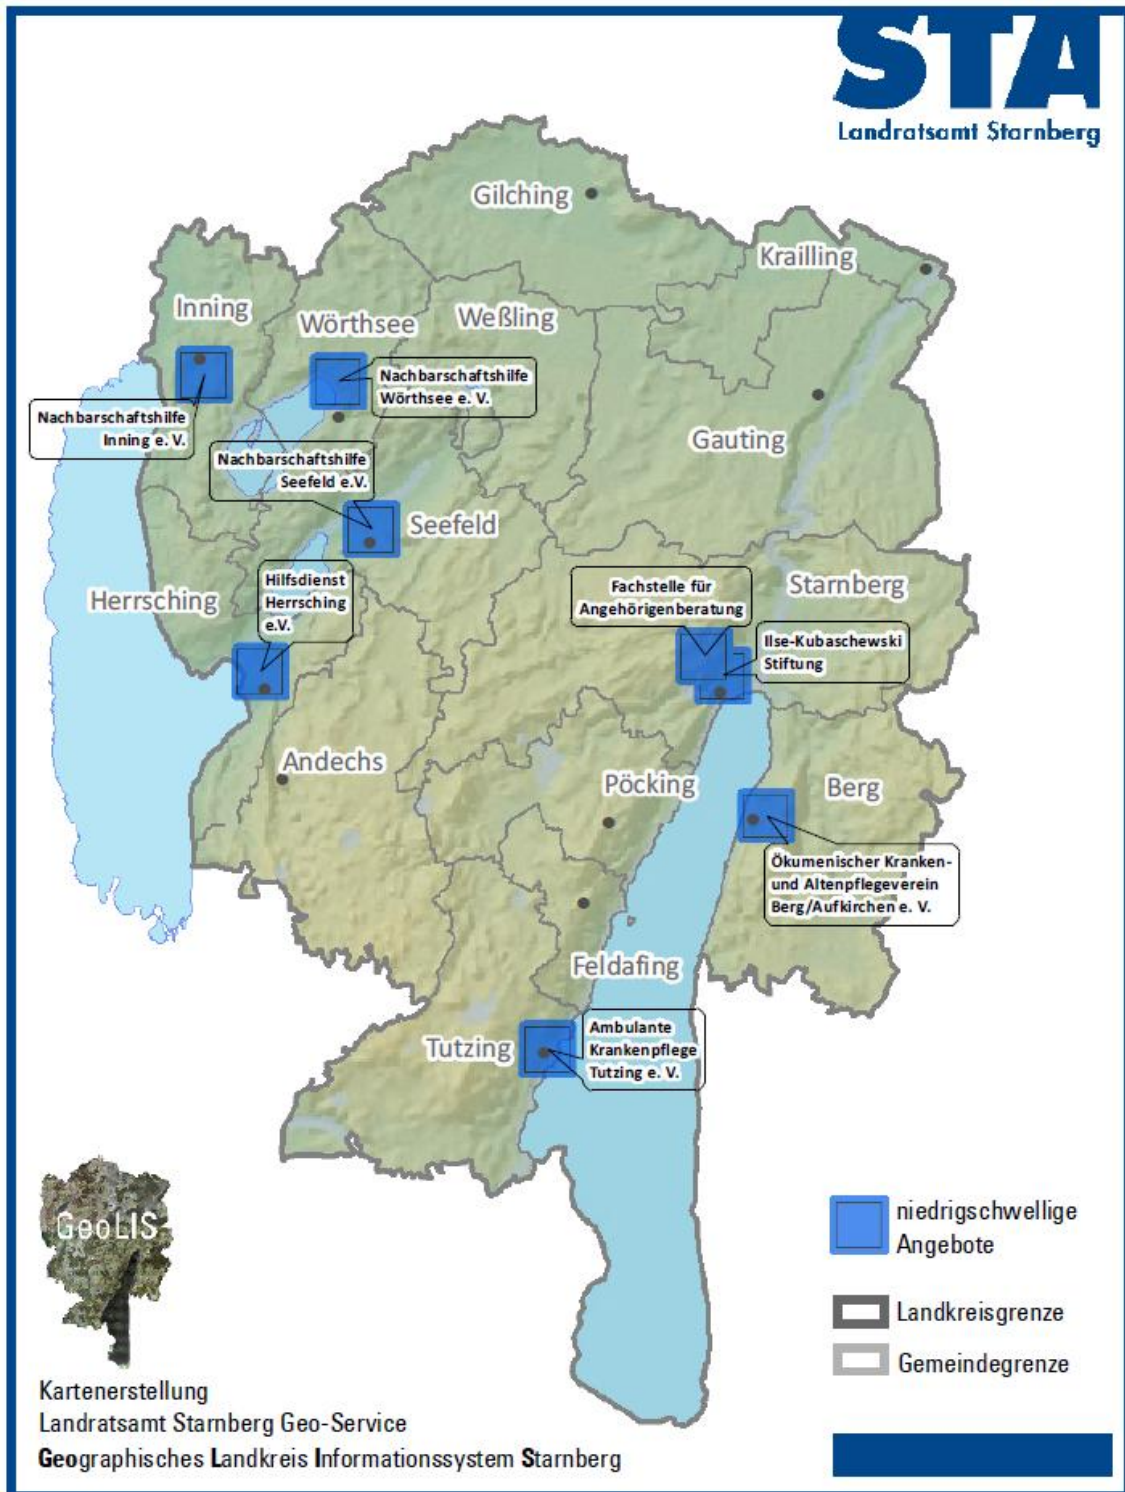 STA
Landratsamt Starnberg
Gilching
Krailling
Inning
Wörthsee
Weßling
Nachbarschaftshilfe
Wörthsee e. V.
Nachbarschaftshilfe
Inning e. V.
Gauting
Nachbarschaftshilfe
Seefeld e.V.
Seefeld
Herrsching
Hilfsdienst
Herrsching
e.V.
Fachstelle für
Angehörigenberatung
Starnberg
Ilse-Kubaschewski
Stiftung
Andechs
Pöcking
Berg
Ökumenischer Kranken-
und Altenpflegeverein
Berg/Aufkirchen e. V.
Feldafing
Tutzing
Ambulante
Krankenpflege
Tutzing e. V.
GeoLIS
niedrigschwellige
Angebote
Landkreisgrenze
Gemeindegrenze
Kartenerstellung
Landratsamt Starnberg Geo-Service
Geographisches Landkreis Informationssystem Starnberg